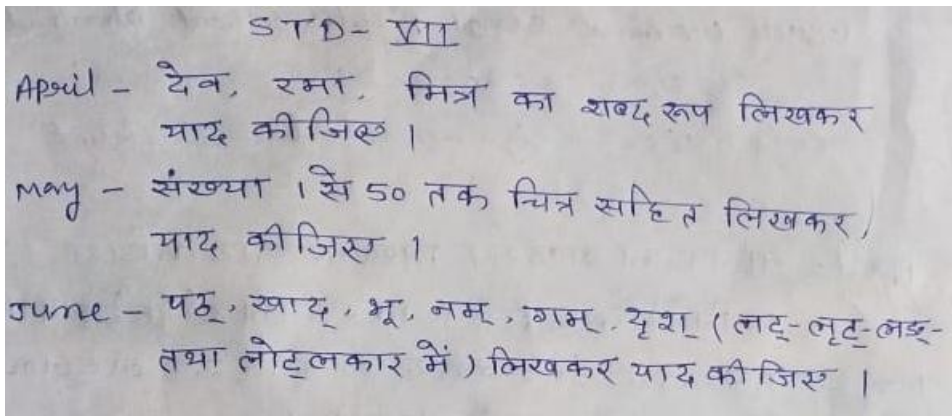 STD- VII
April - देव, रमा, मित्र का शब्द रूप लिखकर
याद कीजिए ।
May - संख्या 1 से 50 तक चित्र सहित लिखकर,
याद कीजिए ।
June - पठ्, खाद्, भू, नम्, गम्, दृश् (लट्-लृट्-लङ्-
तथा लोट्लकार में) लिखकर याद कीजिए ।